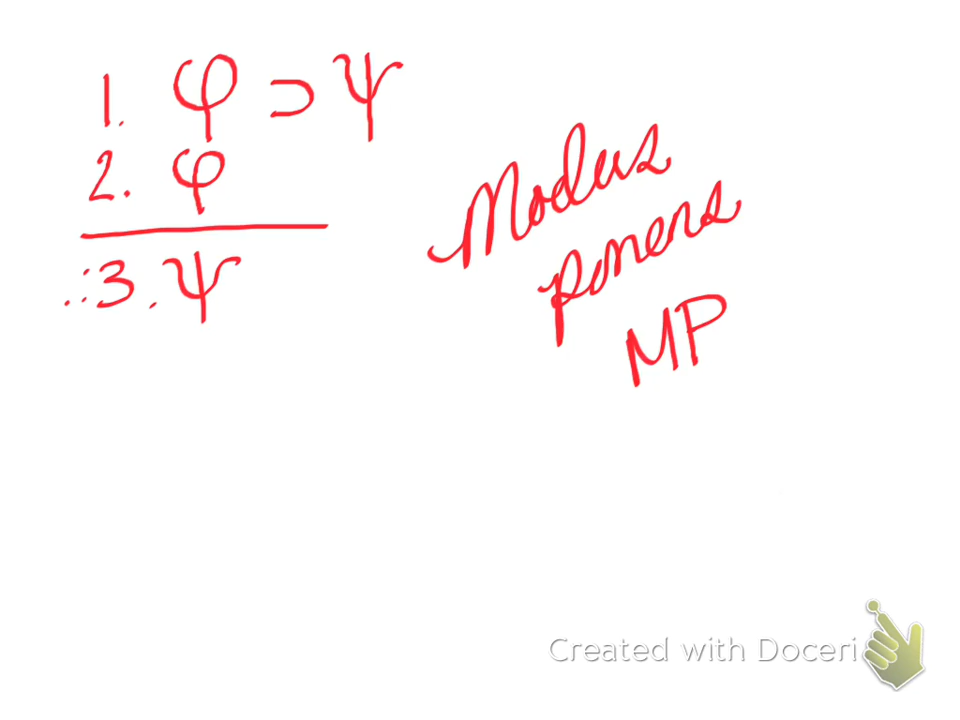 1. φ ⊃ ψ
2. φ
∴ 3. ψ
Modus
ponens
MP
Created with Doceri